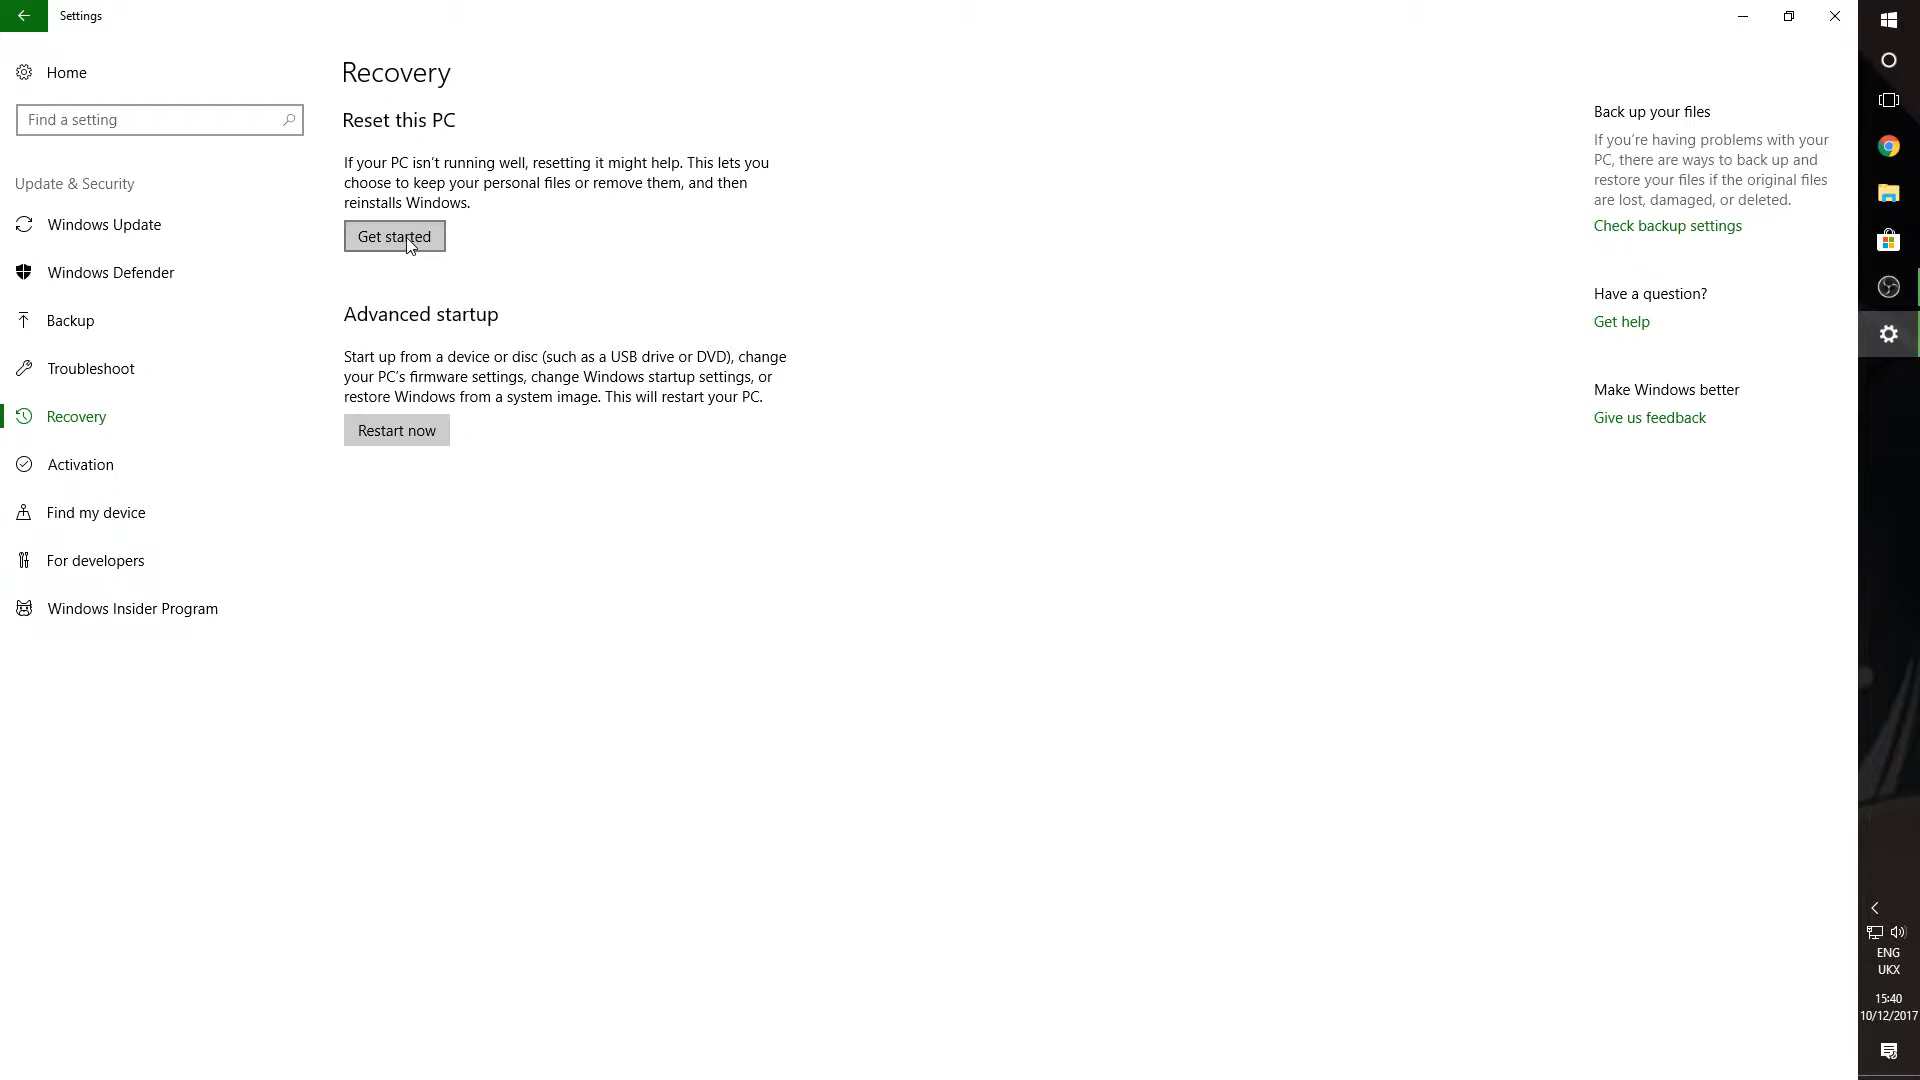 Settings
Home
Find a setting
Update & Security
Windows Update
Windows Defender
Backup
Troubleshoot
Recovery
Activation
Find my device
For developers
Windows Insider Program
Recovery
Reset this PC
If your PC isn't running well, resetting it might help. This lets you
choose to keep your personal files or remove them, and then
reinstalls Windows.
Get started
Advanced startup
Start up from a device or disc (such as a USB drive or DVD), change
your PC's firmware settings, change Windows startup settings, or
restore Windows from a system image. This will restart your PC.
Restart now
Back up your files
If you're having problems with your
PC, there are ways to back up and
restore your files if the original files
are lost, damaged, or deleted.
Check backup settings
Have a question?
Get help
Make Windows better
Give us feedback
ENG
UKX
15:40
10/12/2017